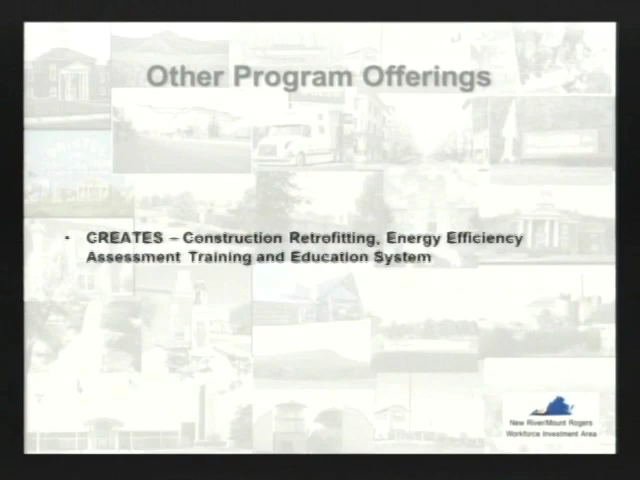 Other Program Offerings
• CREATES – Construction Retrofitting, Energy Efficiency
Assessment Training and Education System
New River/Mount Rogers
Workforce Investment Area